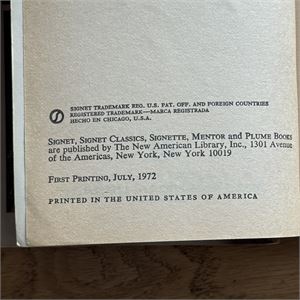 SIGNET TRADEMARK REG. U.S. PAT. OFF. AND FOREIGN COUNTRIES
REGISTERED TRADEMARK—MARCA REGISTRADA
HECHO EN CHICAGO, U.S.A.
SIGNET, SIGNET CLASSICS, SIGNETTE, MENTOR and PLUME BOOKS
are published by The New American Library, Inc., 1301 Avenue
of the Americas, New York, New York 10019
FIRST PRINTING, JULY, 1972
PRINTED IN THE UNITED STATES OF AMERICA